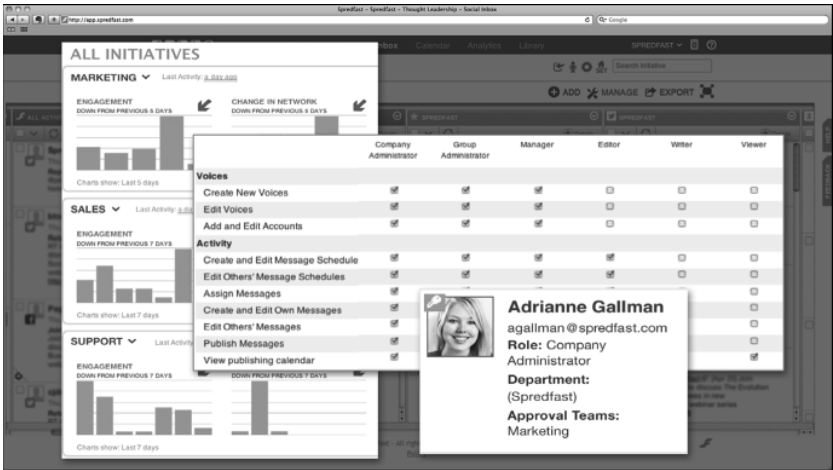 Spredfast – Spredfast – Thought Leadership – Social Inbox
http://app.spredfast.com
Google
Inbox Calendar Analytics Library SPREDFAST
Search Initiative
ADD MANAGE EXPORT
ALL INITIATIVES
MARKETING Last Activity: a day ago
ENGAGEMENT
DOWN FROM PREVIOUS 5 DAYS
CHANGE IN NETWORK
DOWN FROM PREVIOUS 5 DAYS
Charts show: Last 5 days
SALES Last Activity:
ENGAGEMENT
DOWN FROM PREVIOUS 7 DAYS
Charts show: Last 7 days
SUPPORT Last Activity
ENGAGEMENT
DOWN FROM PREVIOUS 7 DAYS
DOWN FROM PREVIOUS 7 DAYS
Charts show: Last 7 days
SPREDFAST
SPREDFAST
Company Administrator Group Administrator Manager Editor Writer Viewer
Voices
Create New Voices
Edit Voices
Add and Edit Accounts
Activity
Create and Edit Message Schedule
Edit Others' Message Schedules
Assign Messages
Create and Edit Own Messages
Edit Others' Messages
Publish Messages
View publishing calendar
Adrianne Gallman
agallman@spredfast.com
Role: Company
Administrator
Department:
(Spredfast)
Approval Teams:
Marketing